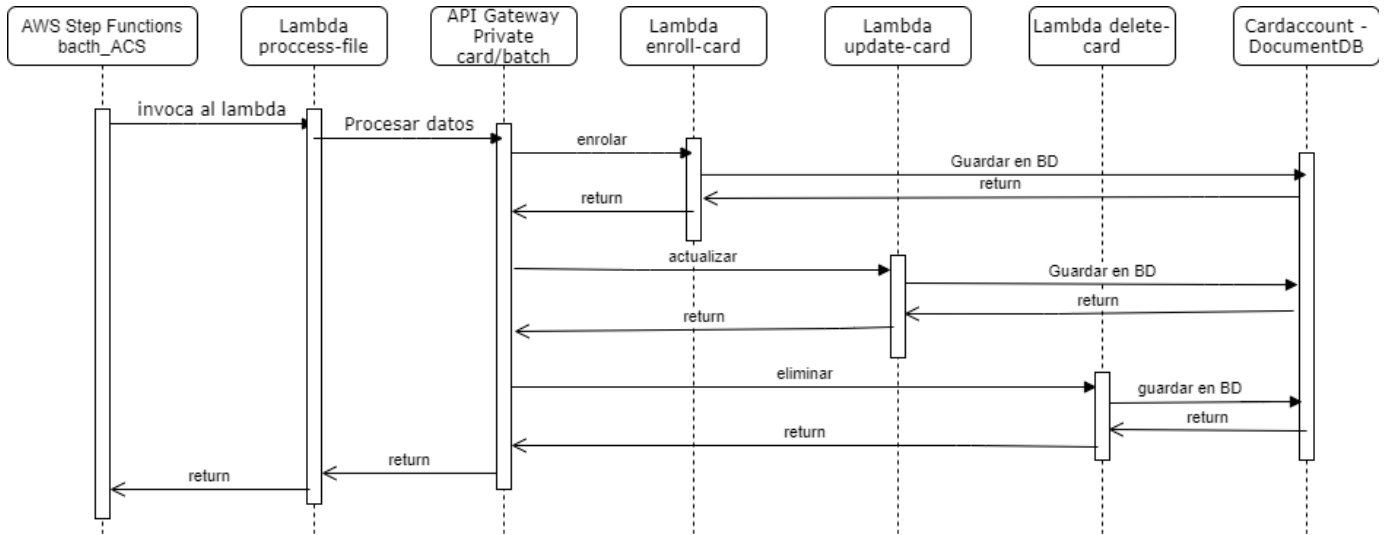 AWS Step Functions
bacth_ACS
Lambda
proccess-file
API Gateway
Private
card/batch
Lambda
enroll-card
Lambda
update-card
Lambda delete-
card
Cardaccount -
DocumentDB
invoca al lambda
Procesar datos
enrolar
Guardar en BD
return
return
actualizar
Guardar en BD
return
return
eliminar
guardar en BD
return
return
return
return